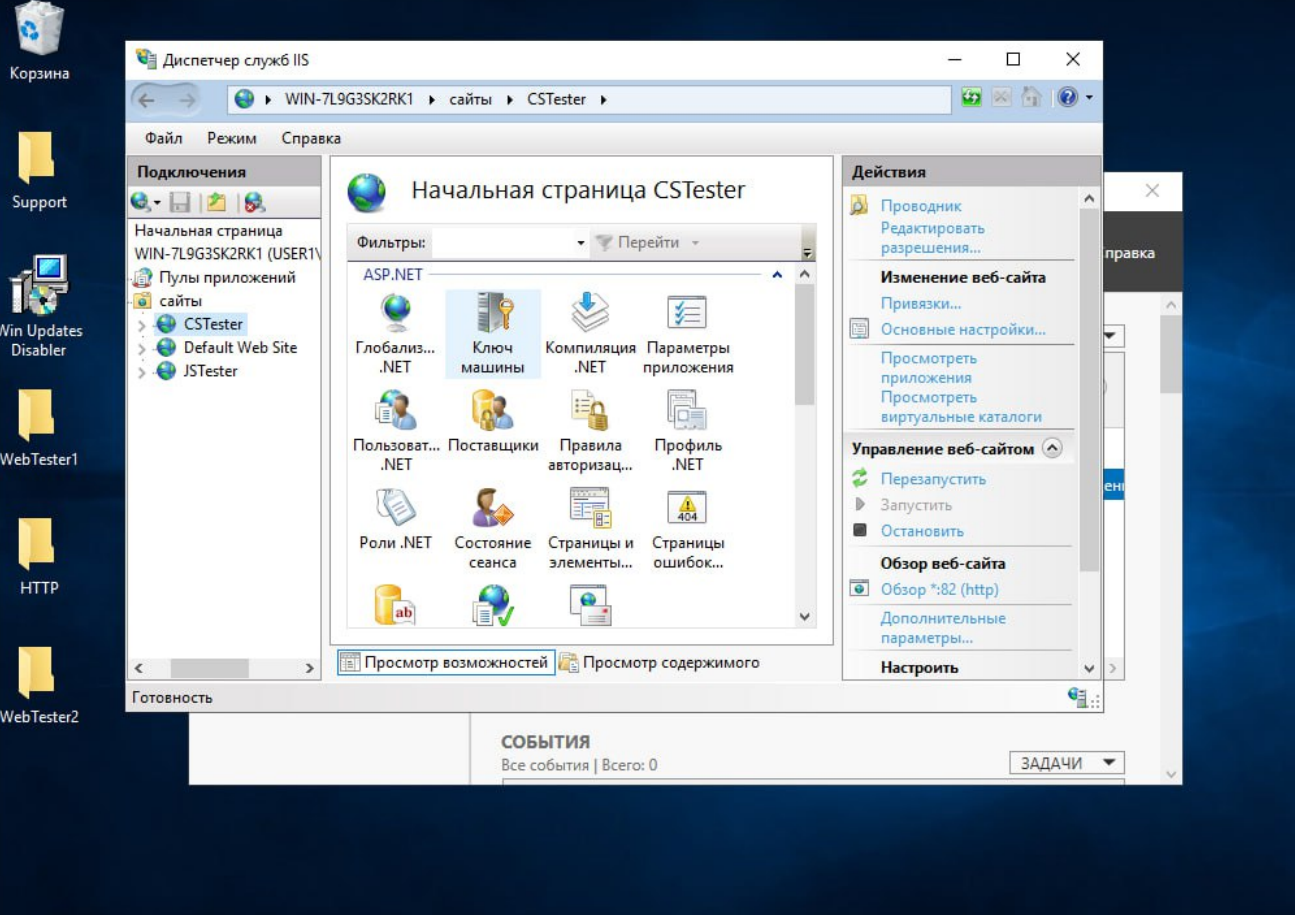 Корзина
Support
Win Updates
Disabler
WebTester1
HTTP
WebTester2
Диспетчер служб IIS
WIN-7L9G3SK2RK1 сайты CSTester
Файл Режим Справка
Подключения
Начальная страница
WIN-7L9G3SK2RK1 (USER1\
Пулы приложений
сайты
CSTester
Default Web Site
JSTester
Начальная страница CSTester
Фильтры: Перейти
ASP.NET
Глобализ...
.NET
Ключ
машины
Компиляция
.NET
Параметры
приложения
Пользоват...
.NET
Поставщики
Правила
авторизац...
Профиль
.NET
Роли .NET
Состояние
сеанса
Страницы и
элементы...
Страницы
ошибок...
404
ab
Просмотр возможностей Просмотр содержимого
Действия
Проводник
Редактировать
разрешения...
Изменение веб-сайта
Привязки...
Основные настройки...
Просмотреть
приложения
Просмотреть
виртуальные каталоги
Управление веб-сайтом
Перезапустить
Запустить
Остановить
Обзор веб-сайта
Обзор *:82 (http)
Дополнительные
параметры...
Настроить
Готовность
правка
СОБЫТИЯ
Все события | Всего: 0
ЗАДАЧИ